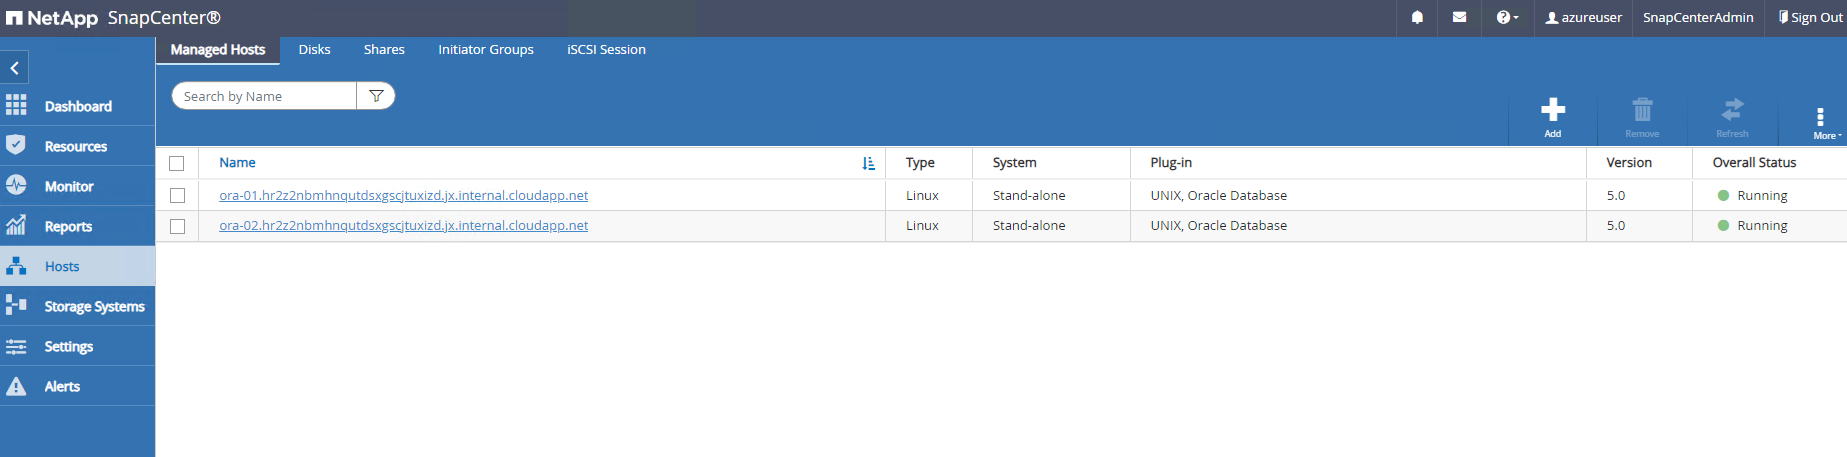 NetApp SnapCenter®
azureuser SnapCenterAdmin Sign Out
Managed Hosts Disks Shares Initiator Groups iSCSI Session
Search by Name
Add Remove Refresh More
Dashboard
Resources
Monitor
Reports
Hosts
Storage Systems
Settings
Alerts
Name Type System Plug-in Version Overall Status
ora-01.hr2z2nbmhnqutdsxgscjtuxizd.jx.internal.cloudapp.net Linux Stand-alone UNIX, Oracle Database 5.0 Running
ora-02.hr2z2nbmhnqutdsxgscjtuxizd.jx.internal.cloudapp.net Linux Stand-alone UNIX, Oracle Database 5.0 Running